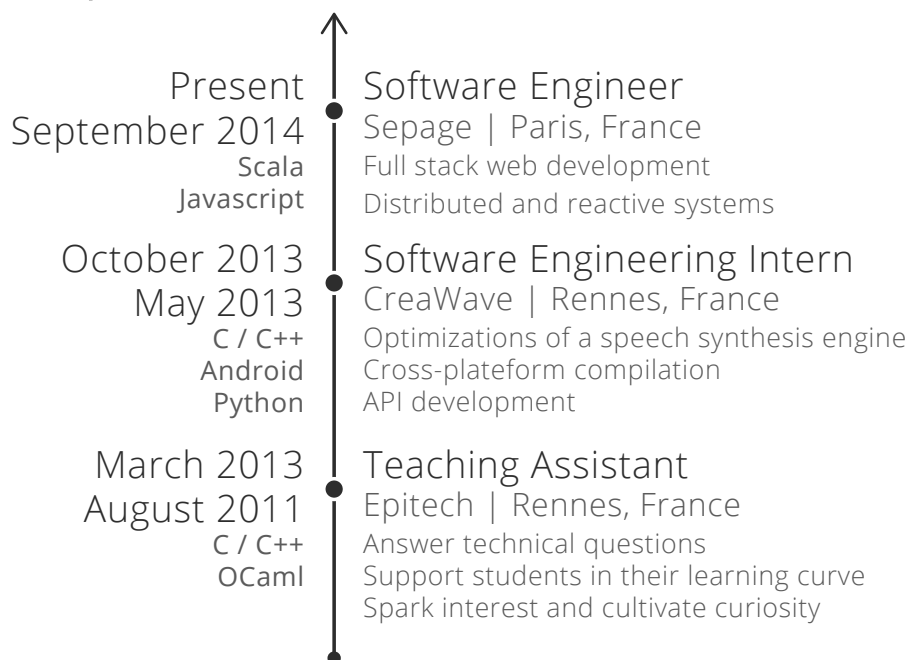 Present
September 2014
Scala
Javascript
Software Engineer
Sepage | Paris, France
Full stack web development
Distributed and reactive systems
October 2013
May 2013
C / C++
Android
Python
Software Engineering Intern
CreaWave | Rennes, France
Optimizations of a speech synthesis engine
Cross-plateform compilation
API development
March 2013
August 2011
C / C++
OCaml
Teaching Assistant
Epitech | Rennes, France
Answer technical questions
Support students in their learning curve
Spark interest and cultivate curiosity